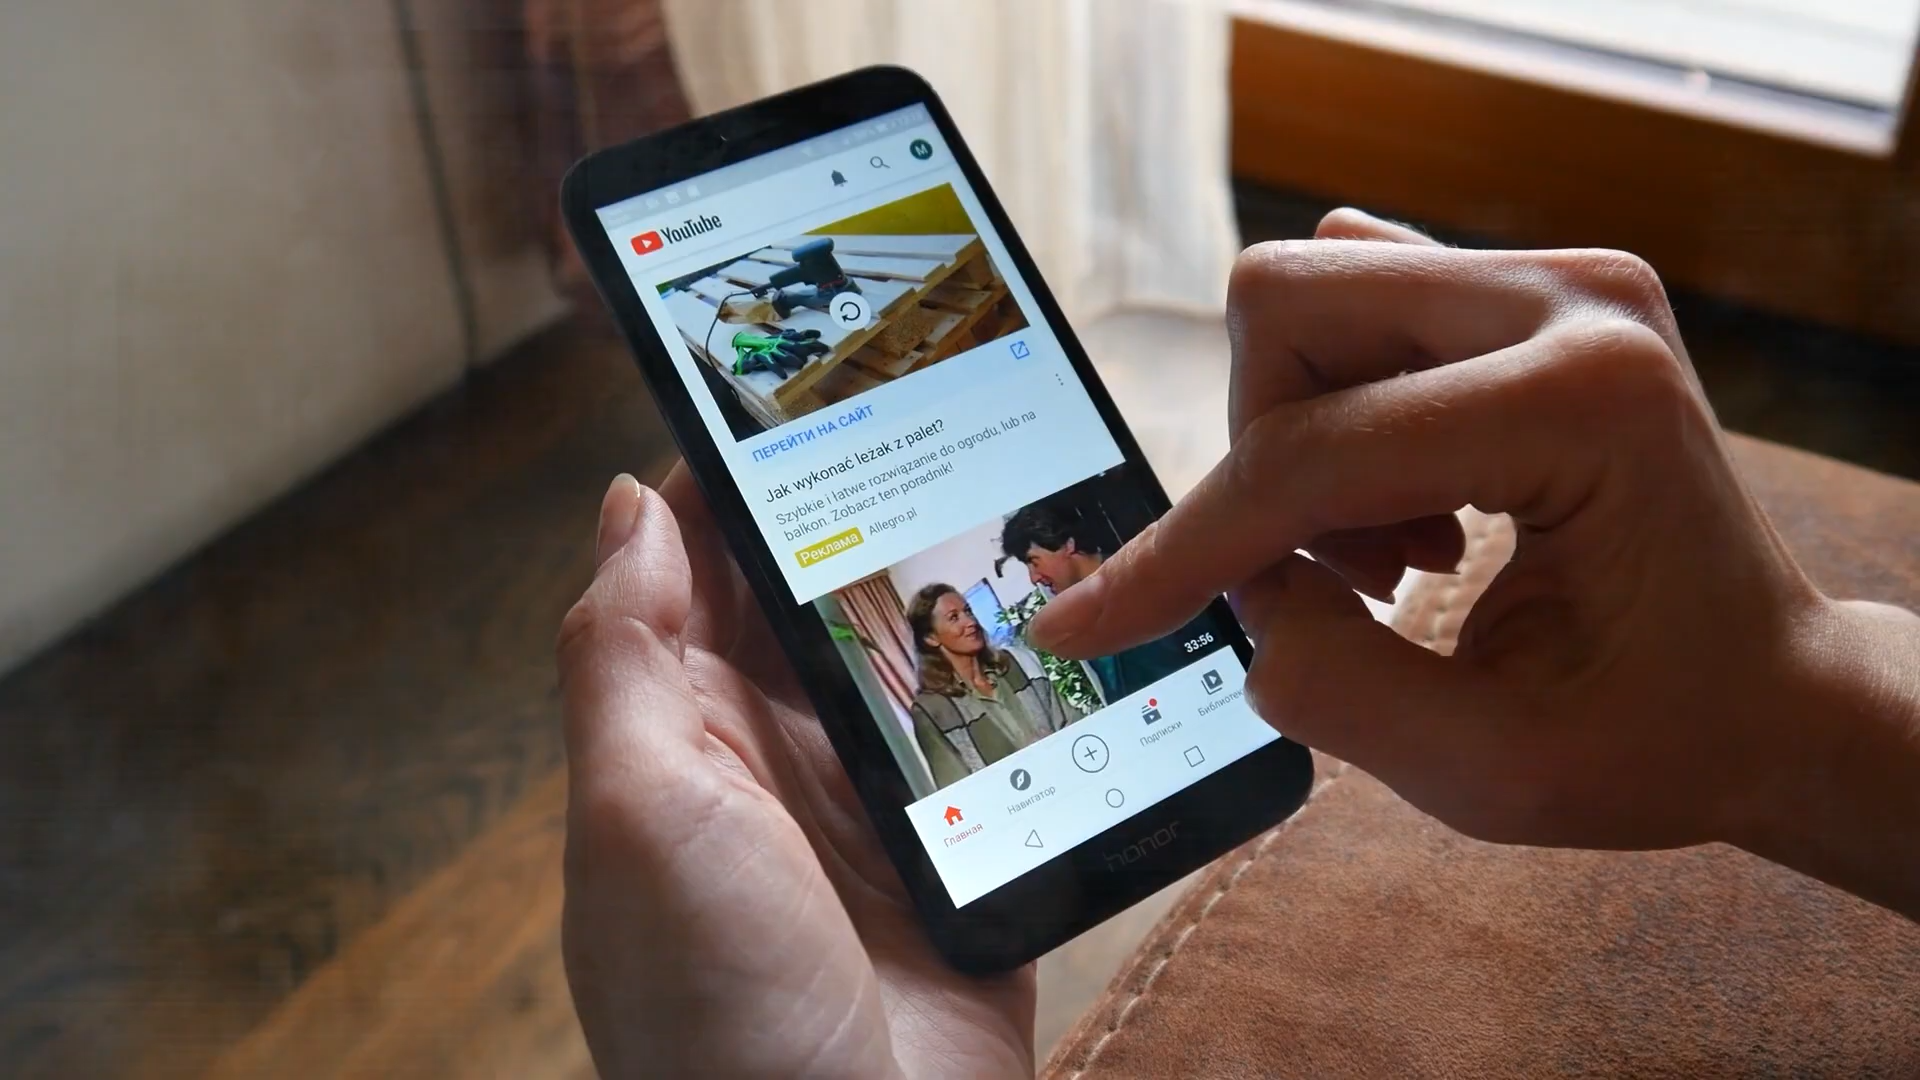 M
YouTube
ПЕРЕЙТИ НА САЙТ
Jak wykonać leżak z palet?
Szybkie i łatwe rozwiązanie do ogrodu, lub na
balkon. Zobacz ten poradnik!
Реклама Allegro.pl
33:56
Главная
Навигатор
Подписки
honor